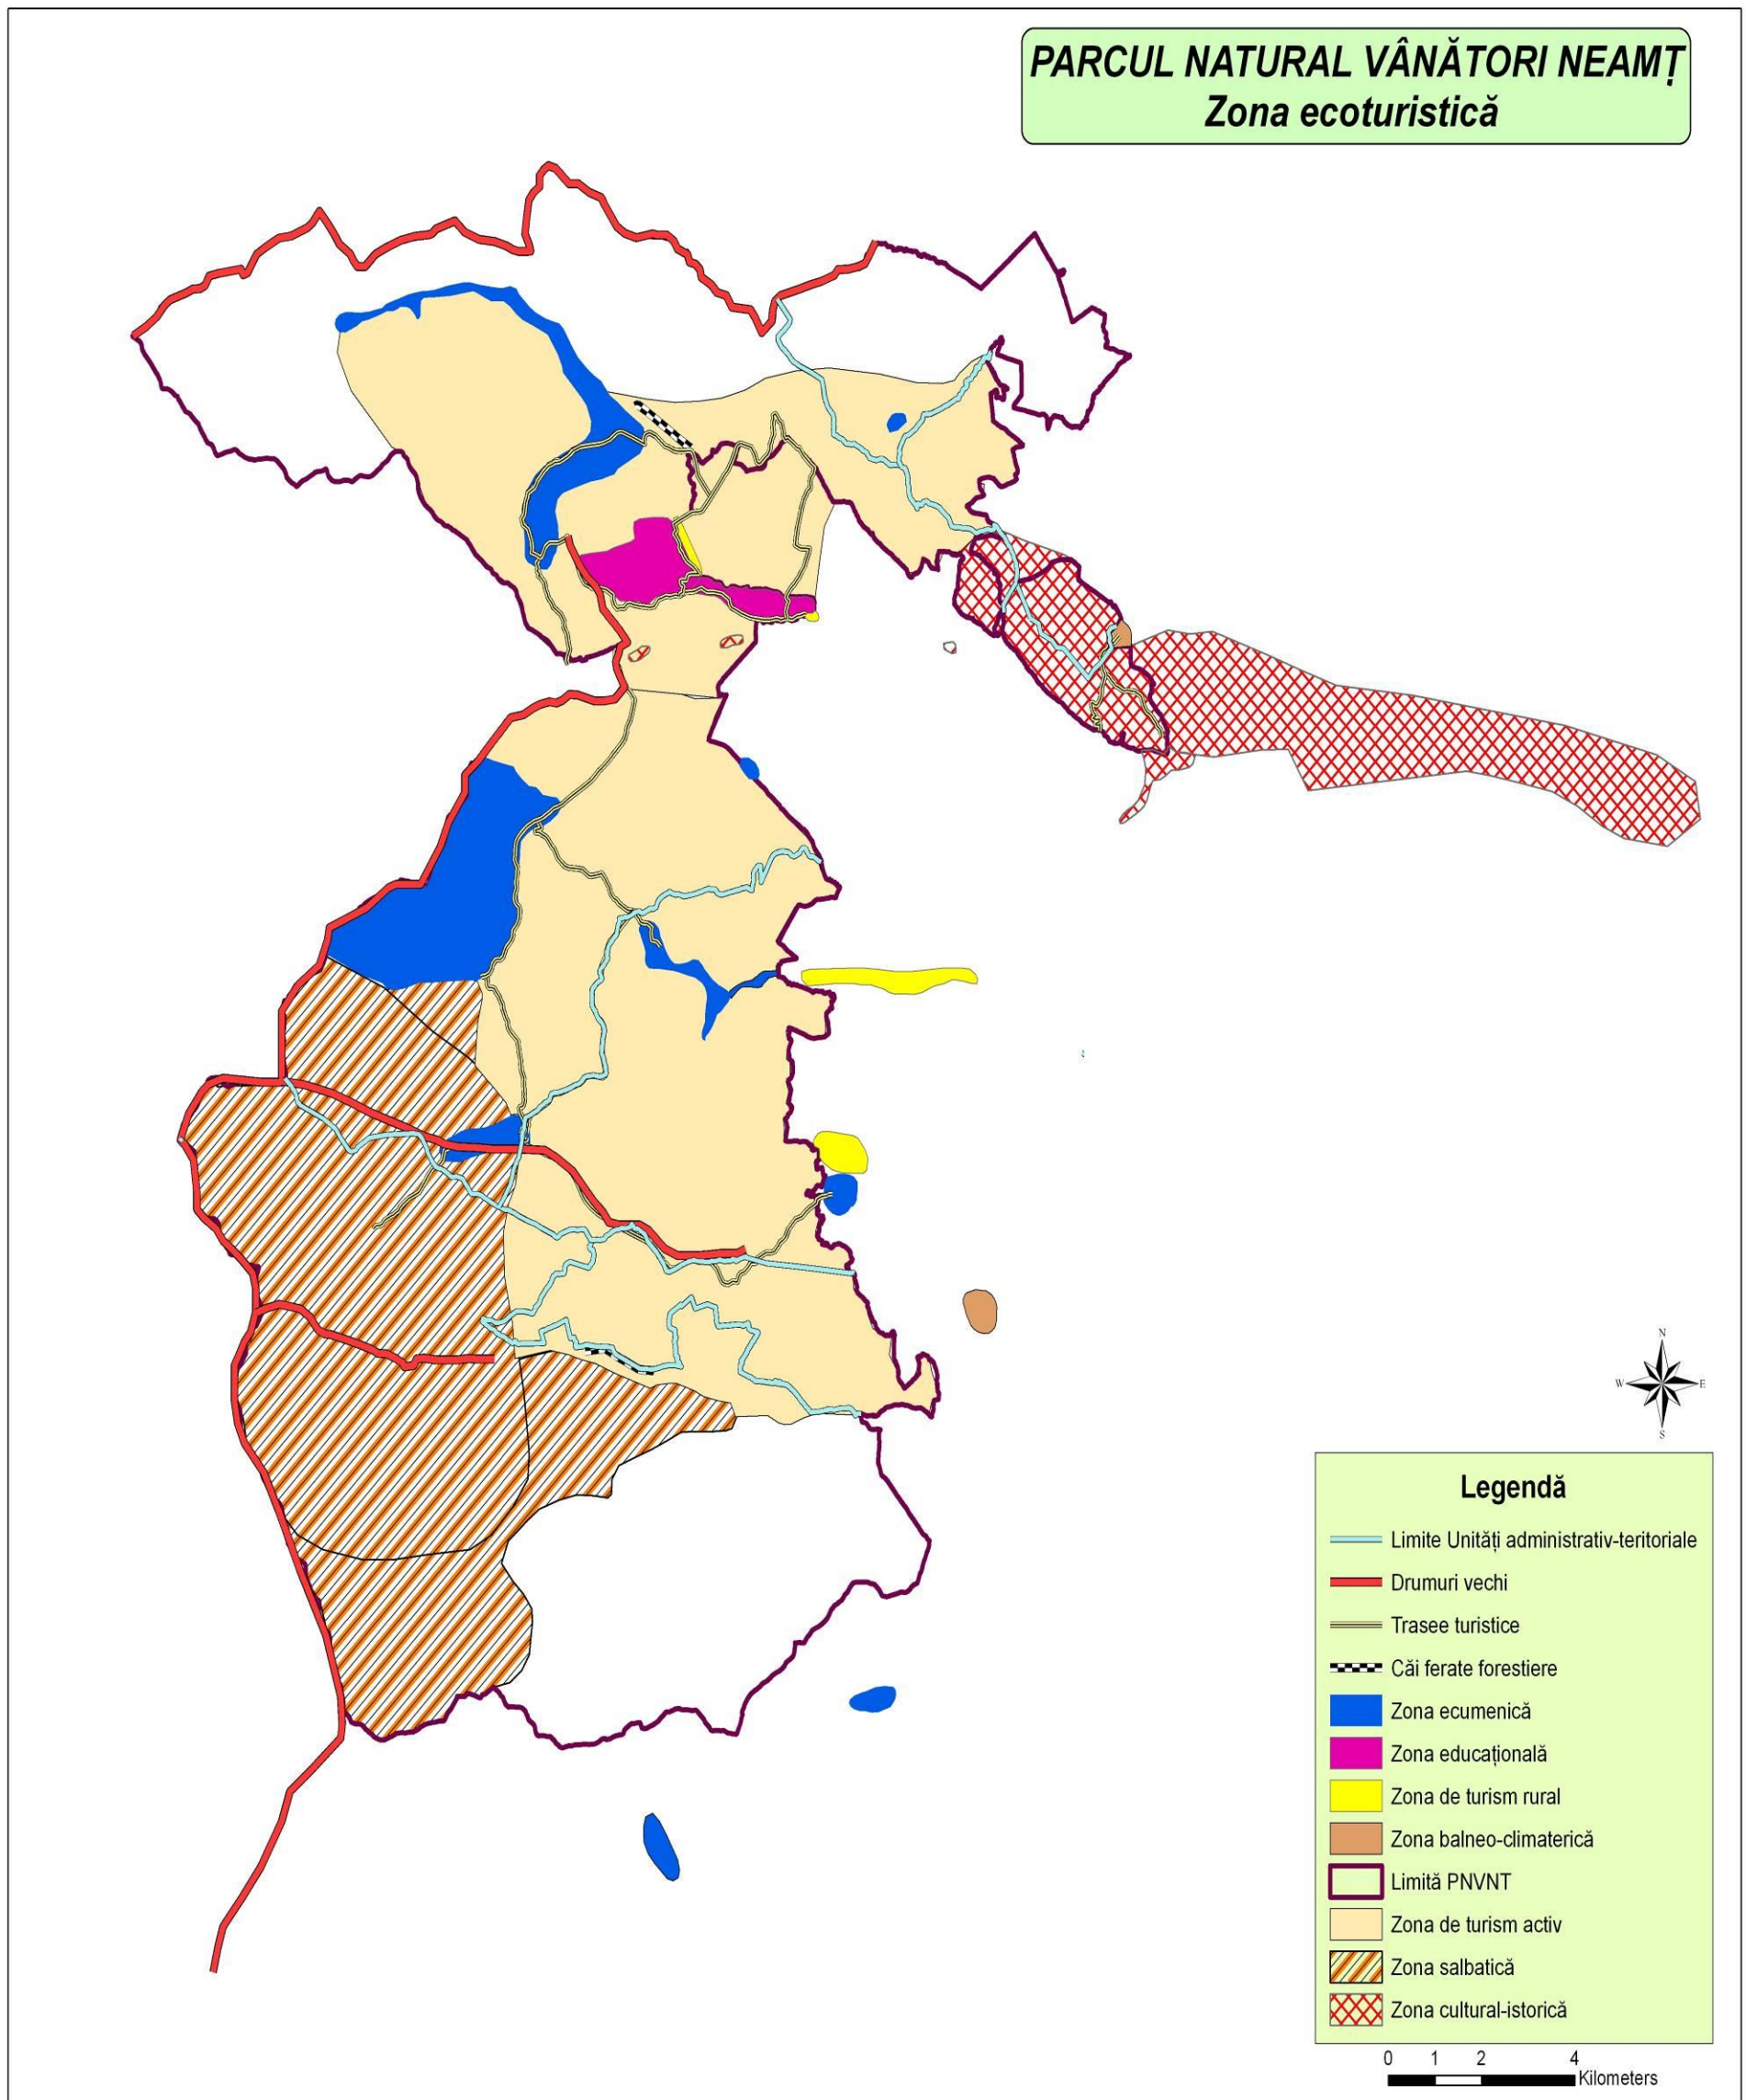 PARCUL NATURAL VÂNĂTORI NEAMȚ
Zona ecoturistică
N
W E
S
Legendă
Limite Unități administrativ-teritoriale
Drumuri vechi
Trasee turistice
Căi ferate forestiere
Zona ecumenică
Zona educațională
Zona de turism rural
Zona balneo-climaterică
Limită PNVNT
Zona de turism activ
Zona salbatică
Zona cultural-istorică
0 1 2 4
Kilometers